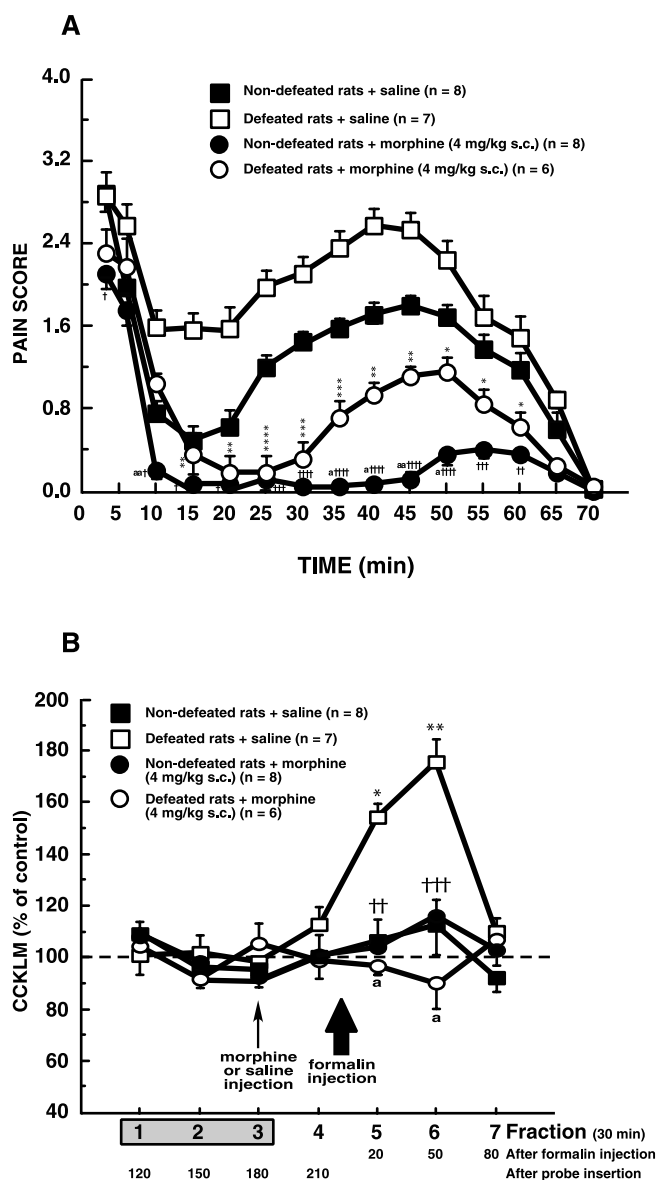 A
4.0
3.2
2.4
1.6
0.8
0.0
PAIN SCORE
Non-defeated rats + saline (n = 8)
Defeated rats + saline (n = 7)
Non-defeated rats + morphine (4 mg/kg s.c.) (n = 8)
Defeated rats + morphine (4 mg/kg s.c.) (n = 6)
†
** ** **** *** *** ** ** * * *
aa† † † ††† †††† a†††† a†††† aa†††† a†††† ††† ††
0 5 10 15 20 25 30 35 40 45 50 55 60 65 70
TIME (min)
B
200
180
160
140
120
100
80
60
40
CCKLM (% of control)
Non-defeated rats + saline (n = 8)
Defeated rats + saline (n = 7)
Non-defeated rats + morphine
(4 mg/kg s.c.) (n = 8)
Defeated rats + morphine
(4 mg/kg s.c.) (n = 6)
**
*
†††
††
a
a
morphine
or saline
injection
formalin
injection
1 2 3 4 5 6 7 Fraction (30 min)
20 50 80 After formalin injection
120 150 180 210 After probe insertion